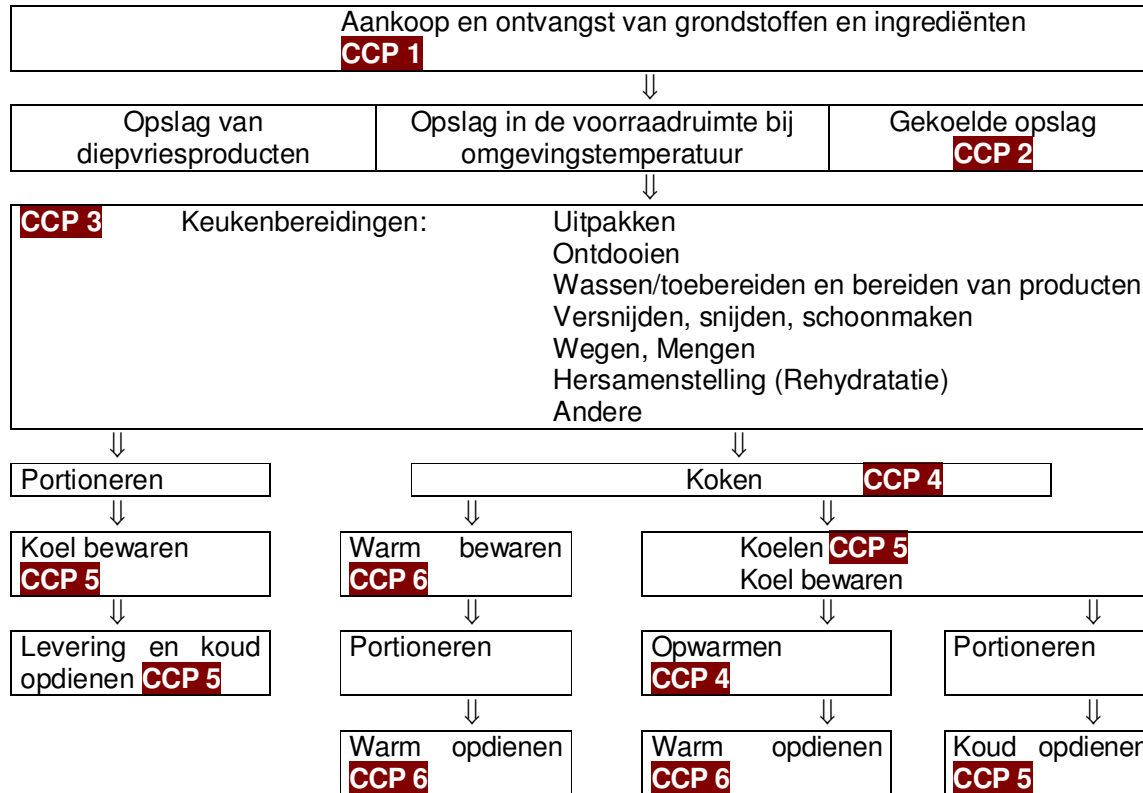 Aankoop en ontvangst van grondstoffen en ingrediënten
CCP 1
⇓
Opslag van
diepvriesproducten
Opslag in de voorraadruimte bij
omgevingstemperatuur
Gekoelde opslag
CCP 2
⇓
CCP 3 Keukenbereidingen: Uitpakken
Ontdooien
Wassen/toebereiden en bereiden van producten
Versnijden, snijden, schoonmaken
Wegen, Mengen
Hersamenstelling (Rehydratatie)
Andere
⇓ ⇓
Portioneren
Koken CCP 4
⇓ ⇓ ⇓
Koel bewaren
CCP 5
Warm bewaren
CCP 6
Koelen CCP 5
Koel bewaren
⇓ ⇓ ⇓ ⇓
Levering en koud
opdienen CCP 5
Portioneren
Opwarmen
CCP 4
Portioneren
⇓ ⇓ ⇓
Warm opdienen
CCP 6
Warm opdienen
CCP 6
Koud opdienen
CCP 5